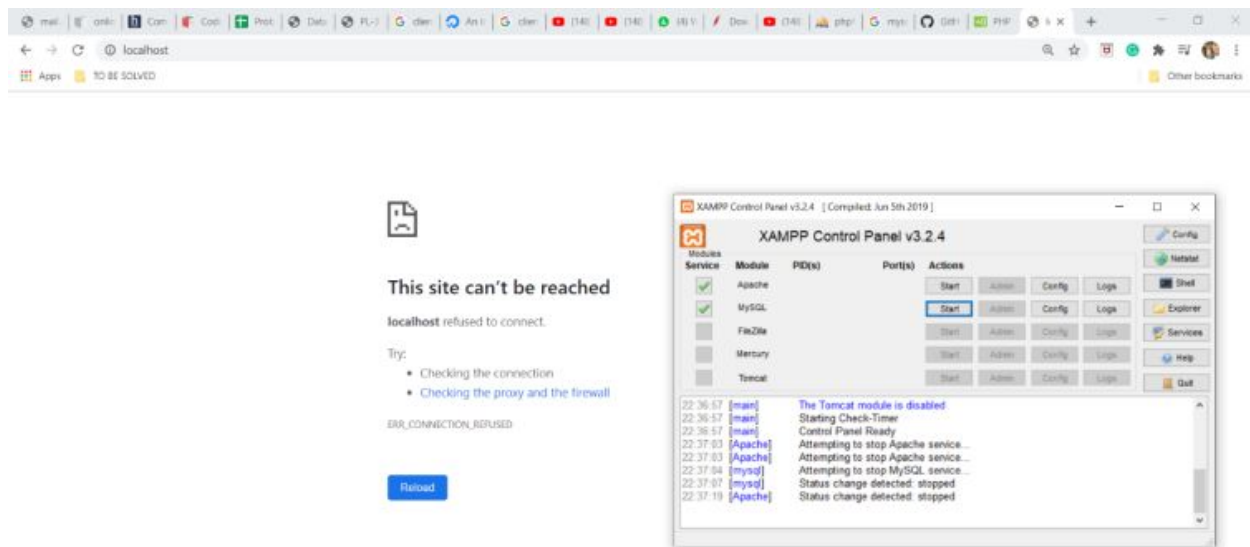 localhost
Apps TO BE SOLVED Other bookmarks
This site can't be reached
localhost refused to connect.
Try:
• Checking the connection
• Checking the proxy and the firewall
ERR_CONNECTION_REFUSED
Reload
XAMPP Control Panel v3.2.4 [ Compiled: Jun 5th 2019 ]
XAMPP Control Panel v3.2.4
Config
Modules
Service Module PID(s) Port(s) Actions
Netstat
Apache Start Admin Config Logs
Shell
MySQL Start Admin Config Logs
Explorer
FileZilla Start Admin Config Logs
Services
Mercury Start Admin Config Logs
Help
Tomcat Start Admin Config Logs
Quit
22:36:57 [main] The Tomcat module is disabled
22:36:57 [main] Starting Check-Timer
22:36:57 [main] Control Panel Ready
22:37:03 [Apache] Attempting to stop Apache service...
22:37:03 [Apache] Attempting to stop Apache service...
22:37:04 [mysql] Attempting to stop MySQL service...
22:37:07 [mysql] Status change detected: stopped
22:37:19 [Apache] Status change detected: stopped